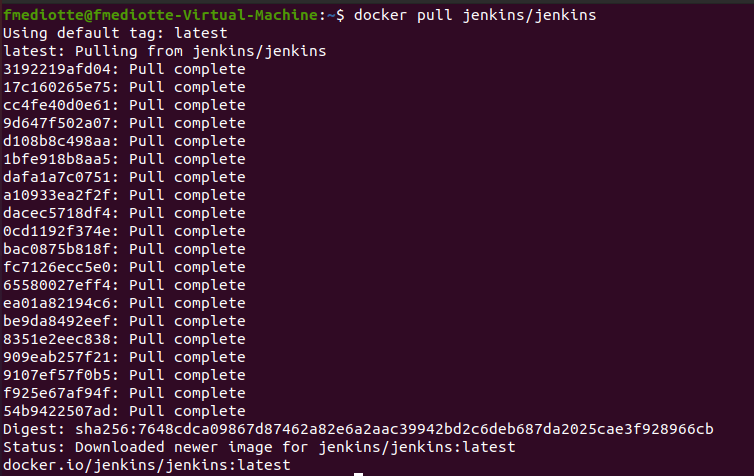 fmediotte@fmediotte-Virtual-Machine:~$ docker pull jenkins/jenkins
Using default tag: latest
latest: Pulling from jenkins/jenkins
3192219afd04: Pull complete
17c160265e75: Pull complete
cc4fe40d0e61: Pull complete
9d647f502a07: Pull complete
d108b8c498aa: Pull complete
1bfe918b8aa5: Pull complete
dafa1a7c0751: Pull complete
a10933ea2f2f: Pull complete
dacec5718df4: Pull complete
0cd1192f374e: Pull complete
bac0875b818f: Pull complete
fc7126ecc5e0: Pull complete
65580027eff4: Pull complete
ea01a82194c6: Pull complete
be9da8492eef: Pull complete
8351e2eec838: Pull complete
909eab257f21: Pull complete
9107ef57f0b5: Pull complete
f925e67af94f: Pull complete
54b9422507ad: Pull complete
Digest: sha256:7648cdca09867d87462a82e6a2aac39942bd2c6deb687da2025cae3f928966cb
Status: Downloaded newer image for jenkins/jenkins:latest
docker.io/jenkins/jenkins:latest